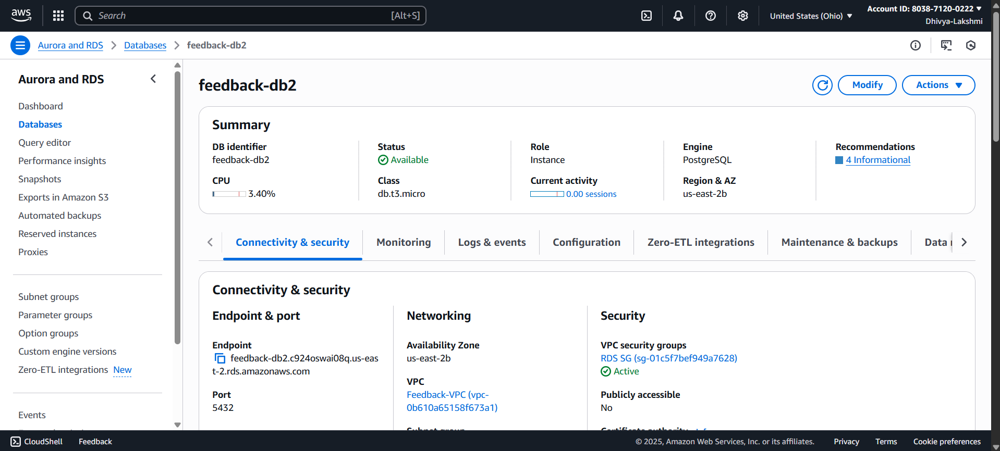 aws
Search [Alt+S]
United States (Ohio)
Account ID: 8038-7120-0222
Dhivya-Lakshmi
Aurora and RDS
Databases
feedback-db2
Aurora and RDS
Dashboard
Databases
Query editor
Performance insights
Snapshots
Exports in Amazon S3
Automated backups
Reserved instances
Proxies
Subnet groups
Parameter groups
Option groups
Custom engine versions
Zero-ETL integrations New
Events
feedback-db2
Modify
Actions
Summary
DB identifier
feedback-db2
CPU
3.40%
Status
Available
Class
db.t3.micro
Role
Instance
Current activity
0.00 sessions
Engine
PostgreSQL
Region & AZ
us-east-2b
Recommendations
4 Informational
Connectivity & security
Monitoring
Logs & events
Configuration
Zero-ETL integrations
Maintenance & backups
Data
Connectivity & security
Endpoint & port
Endpoint
feedback-db2.c924oswai08q.us-eas
t-2.rds.amazonaws.com
Port
5432
Networking
Availability Zone
us-east-2b
VPC
Feedback-VPC (vpc-
0b610a65158f673a1)
Subnet group
Security
VPC security groups
RDS SG (sg-01c5f7bef949a7628)
Active
Publicly accessible
No
Certificate authority
CloudShell
Feedback
© 2025, Amazon Web Services, Inc. or its affiliates.
Privacy
Terms
Cookie preferences